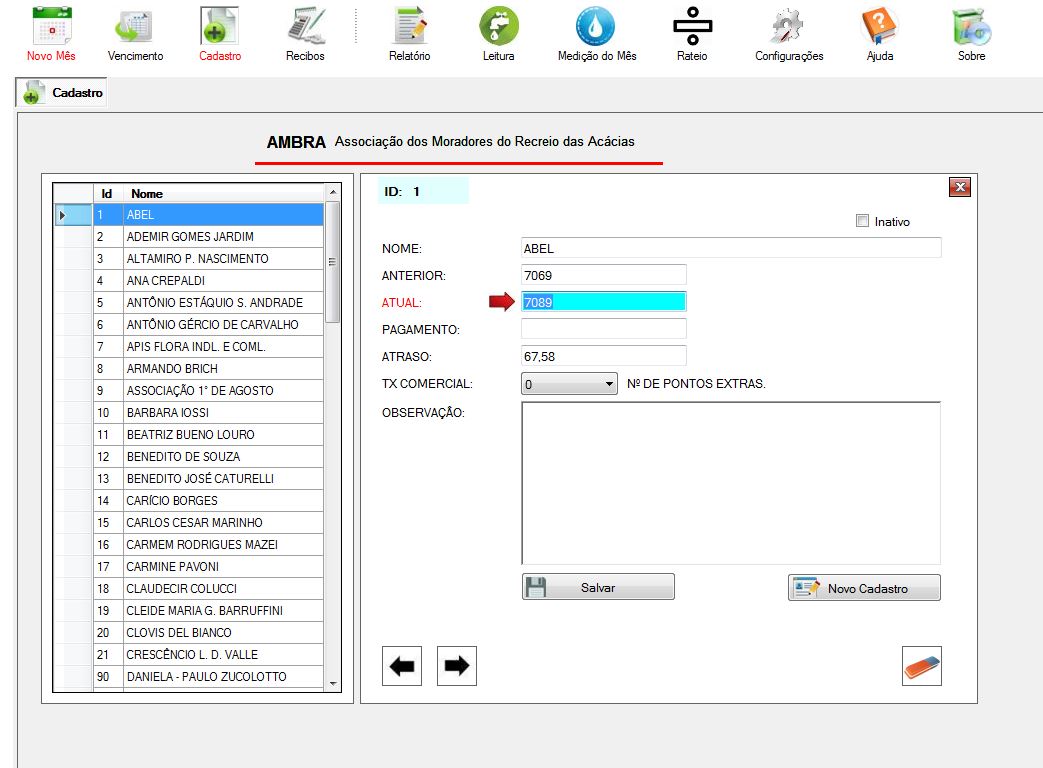 Novo Mês Vencimento Cadastro Recibos Relatório Leitura Medição do Mês Rateio Configurações Ajuda Sobre
Cadastro
AMBRA Associação dos Moradores do Recreio das Acácias
Id Nome
1 ABEL
2 ADEMIR GOMES JARDIM
3 ALTAMIRO P. NASCIMENTO
4 ANA CREPALDI
5 ANTÔNIO ESTÁQUIO S. ANDRADE
6 ANTÔNIO GÉRCIO DE CARVALHO
7 APIS FLORA INDL. E COML.
8 ARMANDO BRICH
9 ASSOCIAÇÃO 1° DE AGOSTO
10 BARBARA IOSSI
11 BEATRIZ BUENO LOURO
12 BENEDITO DE SOUZA
13 BENEDITO JOSÉ CATURELLI
14 CARÍCIO BORGES
15 CARLOS CESAR MARINHO
16 CARMEM RODRIGUES MAZEI
17 CARMINE PAVONI
18 CLAUDECIR COLUCCI
19 CLEIDE MARIA G. BARRUFFINI
20 CLOVIS DEL BIANCO
21 CRESCÊNCIO L. D. VALLE
90 DANIELA - PAULO ZUCOLOTTO
ID: 1
Inativo
NOME: ABEL
ANTERIOR: 7069
ATUAL: 7089
PAGAMENTO:
ATRASO: 67,58
TX COMERCIAL: 0 Nº DE PONTOS EXTRAS.
OBSERVAÇÂO:
Salvar Novo Cadastro